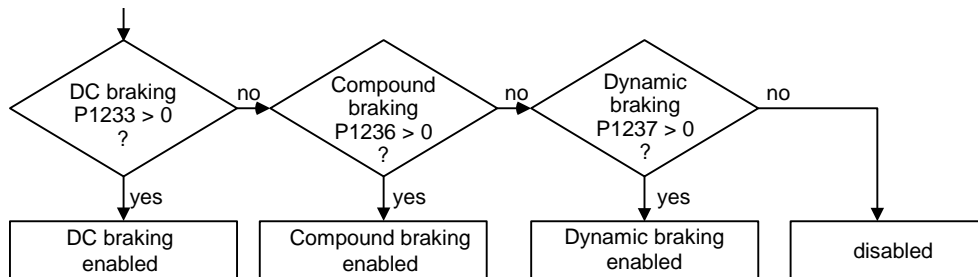 DC braking
P1233 > 0
?
no
yes
DC braking
enabled
Compound
braking
P1236 > 0
?
no
yes
Compound braking
enabled
Dynamic
braking
P1237 > 0
?
no
yes
Dynamic braking
enabled
disabled